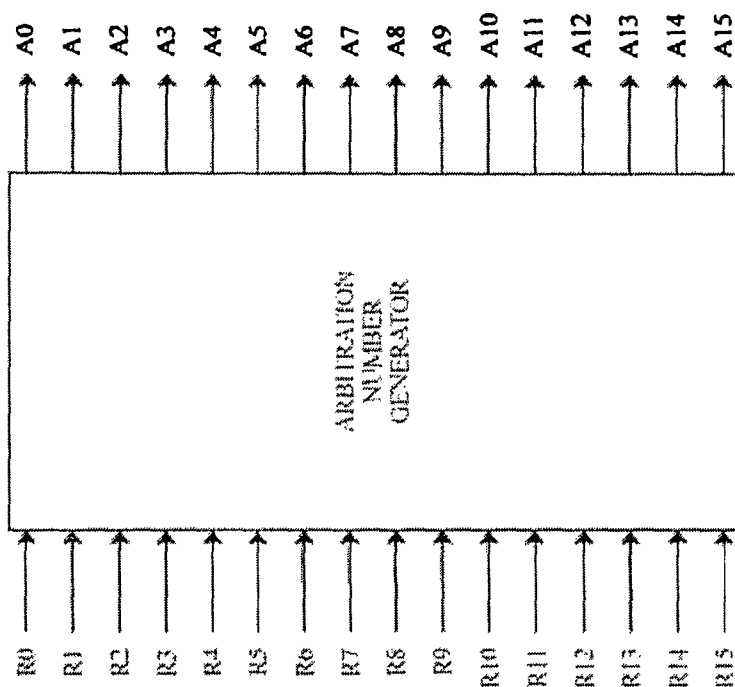 A0
A1
A2
A3
A4
A5
A6
A7
A8
A9
A10
A11
A12
A13
A14
A15
ARBITRATION
NUMBER
GENERATOR
R0
R1
R2
R3
R4
R5
R6
R7
R8
R9
R10
R11
R12
R13
R14
R15